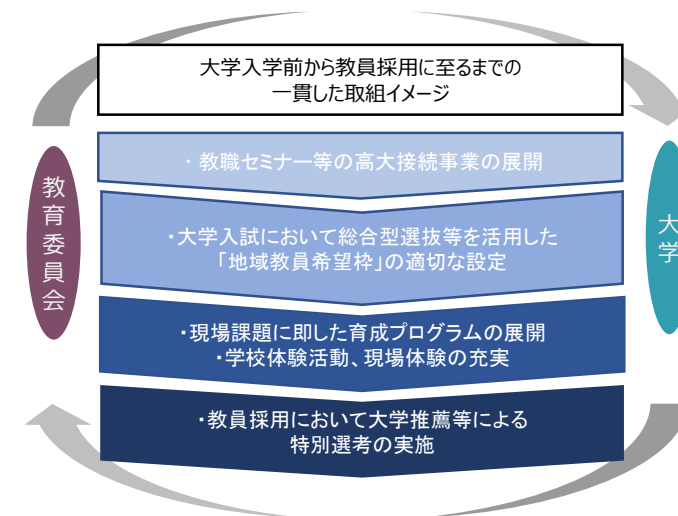 大学入学前から教員採用に至るまでの
一貫した取組イメージ
・教職セミナー等の高大接続事業の展開
教育委員会
大学
・大学入試において総合型選抜等を活用した
「地域教員希望枠」の適切な設定
・現場課題に即した育成プログラムの展開
・学校体験活動、現場体験の充実
・教員採用において大学推薦等による
特別選考の実施